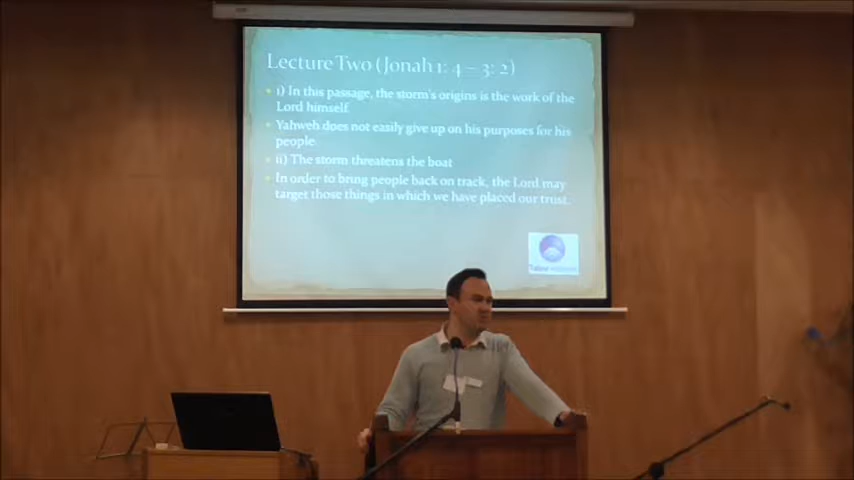 Lecture Two (Jonah 1: 4 – 3: 2)
i) In this passage, the storm's origins is the work of the
Lord himself.
Yahweh does not easily give up on his purposes for his
people.
ii) The storm threatens the boat
In order to bring people back on track, the Lord may
target those things in which we have placed our trust.